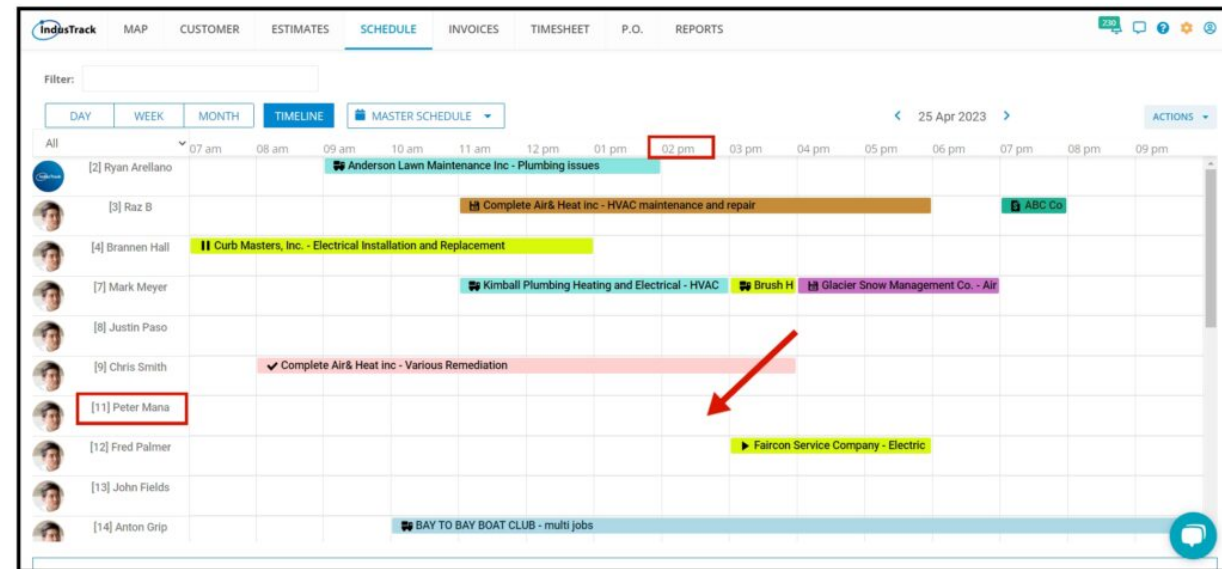 IndusTrack MAP CUSTOMER ESTIMATES SCHEDULE INVOICES TIMESHEET P.O. REPORTS 230
Filter:
DAY WEEK MONTH TIMELINE MASTER SCHEDULE 25 Apr 2023 ACTIONS
All 07 am 08 am 09 am 10 am 11 am 12 pm 01 pm 02 pm 03 pm 04 pm 05 pm 06 pm 07 pm 08 pm 09 pm
[2] Ryan Arellano Anderson Lawn Maintenance Inc - Plumbing issues
[3] Raz B Complete Air& Heat inc - HVAC maintenance and repair ABC Co
[4] Brannen Hall Curb Masters, Inc. - Electrical Installation and Replacement
[7] Mark Meyer Kimball Plumbing Heating and Electrical - HVAC Brush H Glacier Snow Management Co. - Air
[8] Justin Paso
[9] Chris Smith Complete Air& Heat inc - Various Remediation
[11] Peter Mana
[12] Fred Palmer Faircon Service Company - Electric
[13] John Fields
[14] Anton Grip BAY TO BAY BOAT CLUB - multi jobs